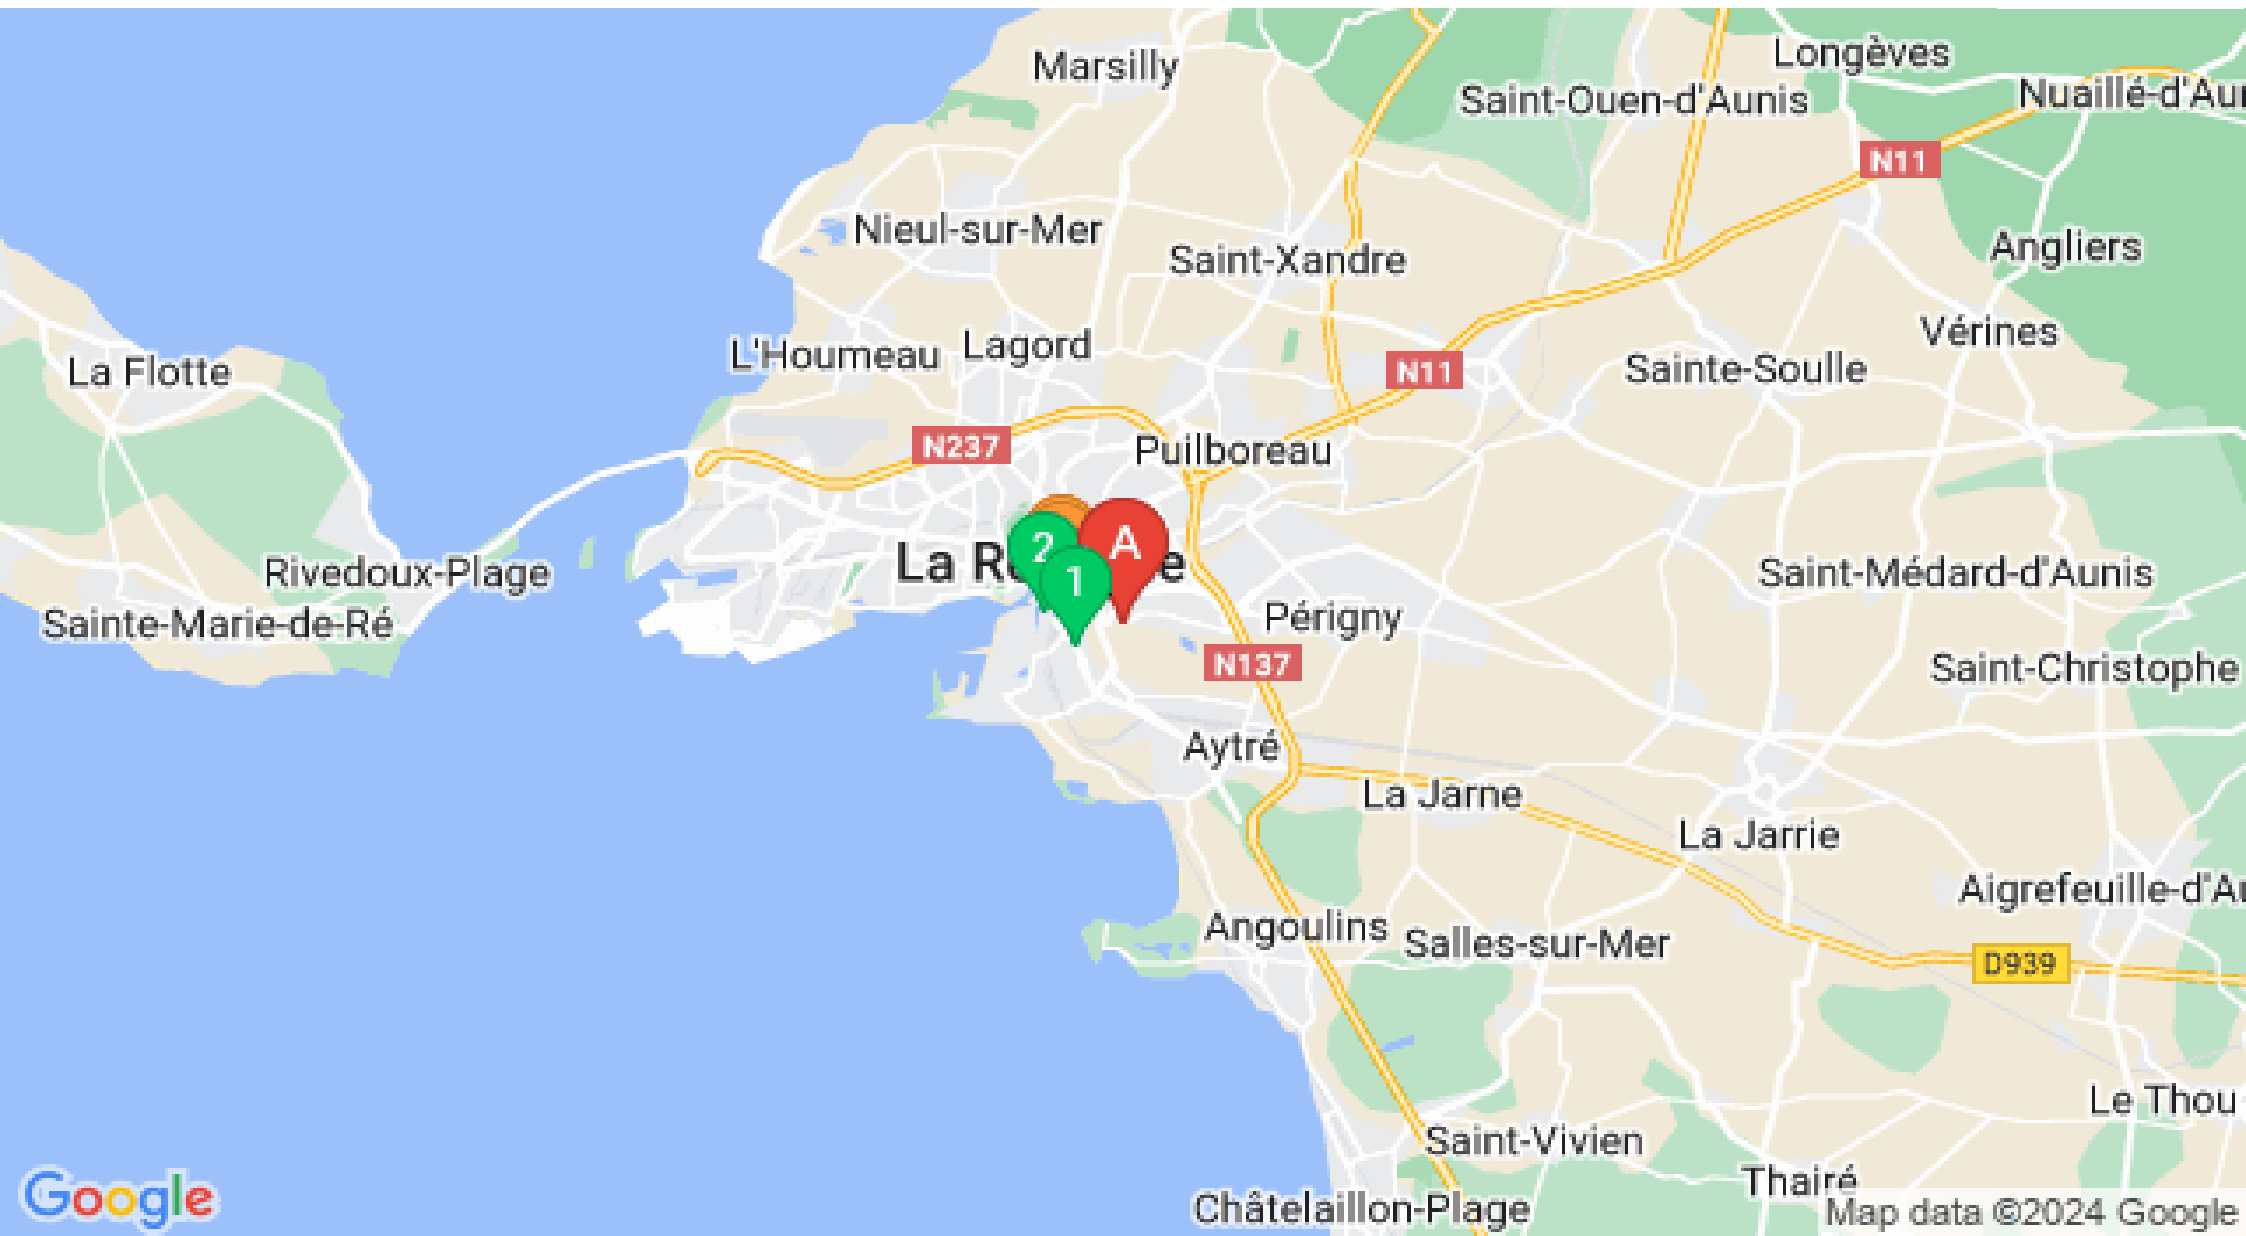 Marsilly
Longèves
Saint-Ouen-d'Aunis
Nuaillé-d'Au
N11
Nieul-sur-Mer
Saint-Xandre
Angliers
L'Houmeau
Lagord
Vérines
La Flotte
N11
Sainte-Soulle
N237
Puilboreau
2
A
1
La R e
Rivedoux-Plage
Saint-Médard-d'Aunis
Sainte-Marie-de-Ré
Périgny
N137
Saint-Christophe
Aytré
La Jarne
La Jarrie
Aigrefeuille-d'Au
Angoulins
Salles-sur-Mer
D939
Le Thou
Saint-Vivien
Thairé
Châtelaillon-Plage
Google
Map data ©2024 Google